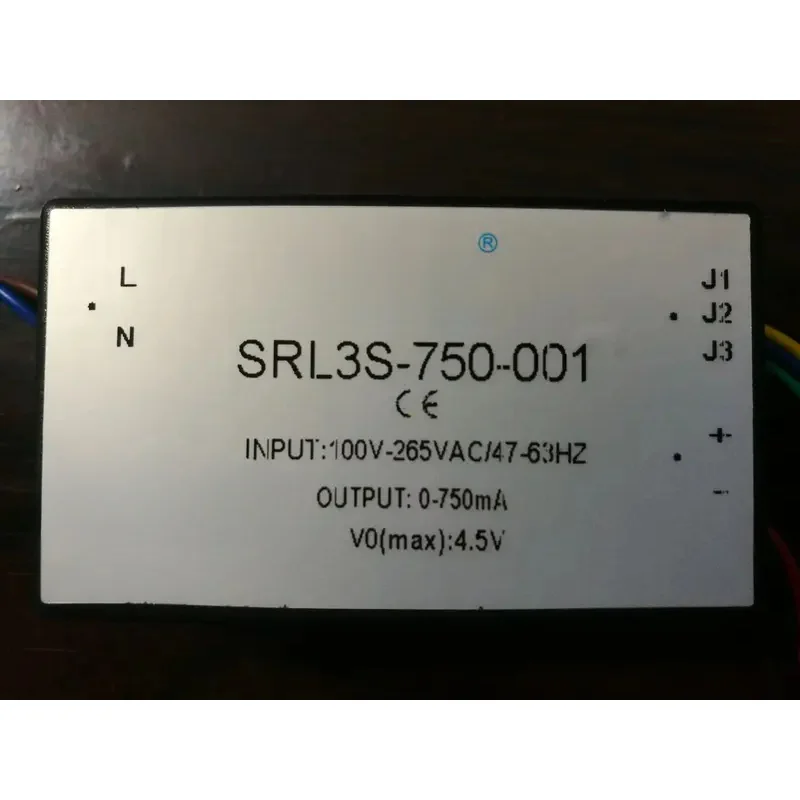 ®
L
N
J1
J2
J3
SRL3S-750-001
CE
INPUT:100V-265VAC/47-63HZ
+
OUTPUT: 0-750mA
-
V0(max):4.5V